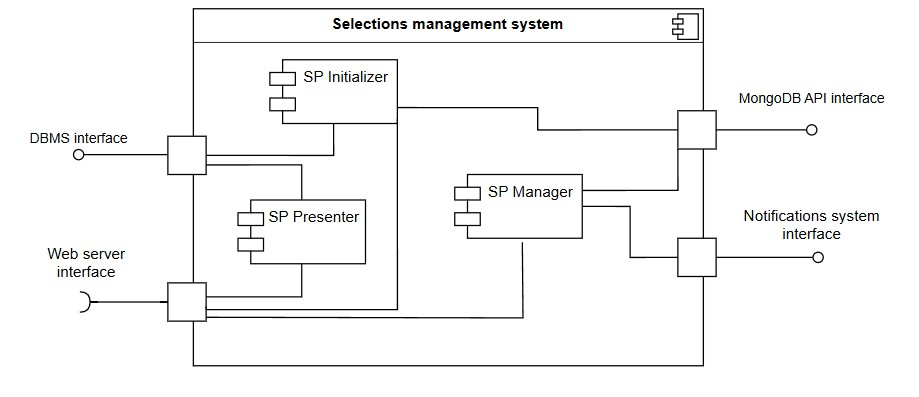 Selections management system
SP Initializer
MongoDB API interface
DBMS interface
SP Manager
SP Presenter
Notifications system
interface
Web server
interface